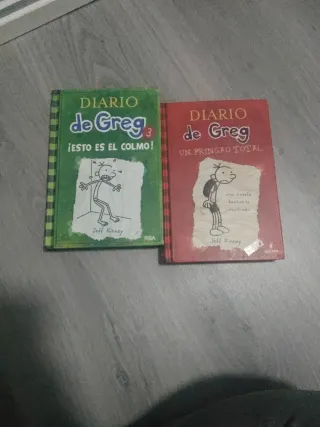 DIARIO
de Greg 3
¡ESTO ES EL COLMO!
Jeff Kinney
DIARIO
de Greg
UN PRINGAO TOTAL
Jeff Kinney